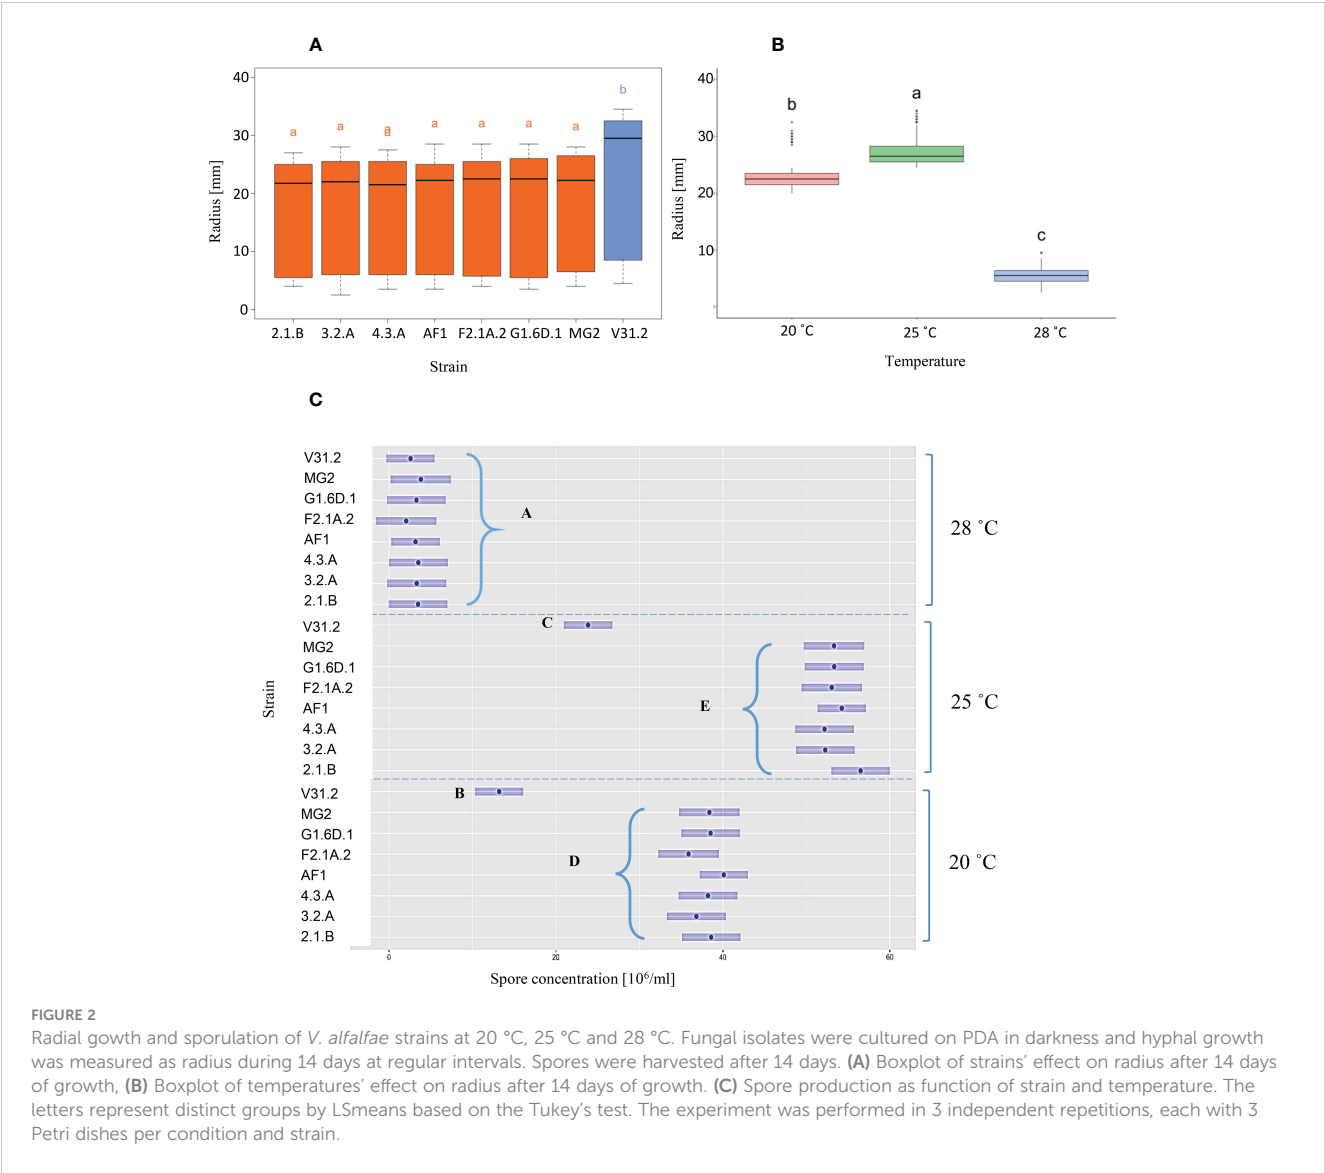 A
40
30
20
10
0
Radius [mm]
a a a a a a a a b
2.1.B 3.2.A 4.3.A AF1 F2.1A.2 G1.6D.1 MG2 V31.2
Strain
B
40
30
20
10
Radius [mm]
b a c
20 ˚C 25 ˚C 28 ˚C
Temperature
C
Strain
V31.2
MG2
G1.6D.1
F2.1A.2
AF1
4.3.A
3.2.A
2.1.B
A
28 ˚C
V31.2
MG2
G1.6D.1
F2.1A.2
AF1
4.3.A
3.2.A
2.1.B
C
E
25 ˚C
V31.2
MG2
G1.6D.1
F2.1A.2
AF1
4.3.A
3.2.A
2.1.B
B
D
20 ˚C
0 20 40 60
Spore concentration [10⁶/ml]
FIGURE 2
Radial gowth and sporulation of V. alfalfae strains at 20 °C, 25 °C and 28 °C. Fungal isolates were cultured on PDA in darkness and hyphal growth
was measured as radius during 14 days at regular intervals. Spores were harvested after 14 days. (A) Boxplot of strains’ effect on radius after 14 days
of growth, (B) Boxplot of temperatures’ effect on radius after 14 days of growth. (C) Spore production as function of strain and temperature. The
letters represent distinct groups by LSmeans based on the Tukey’s test. The experiment was performed in 3 independent repetitions, each with 3
Petri dishes per condition and strain.